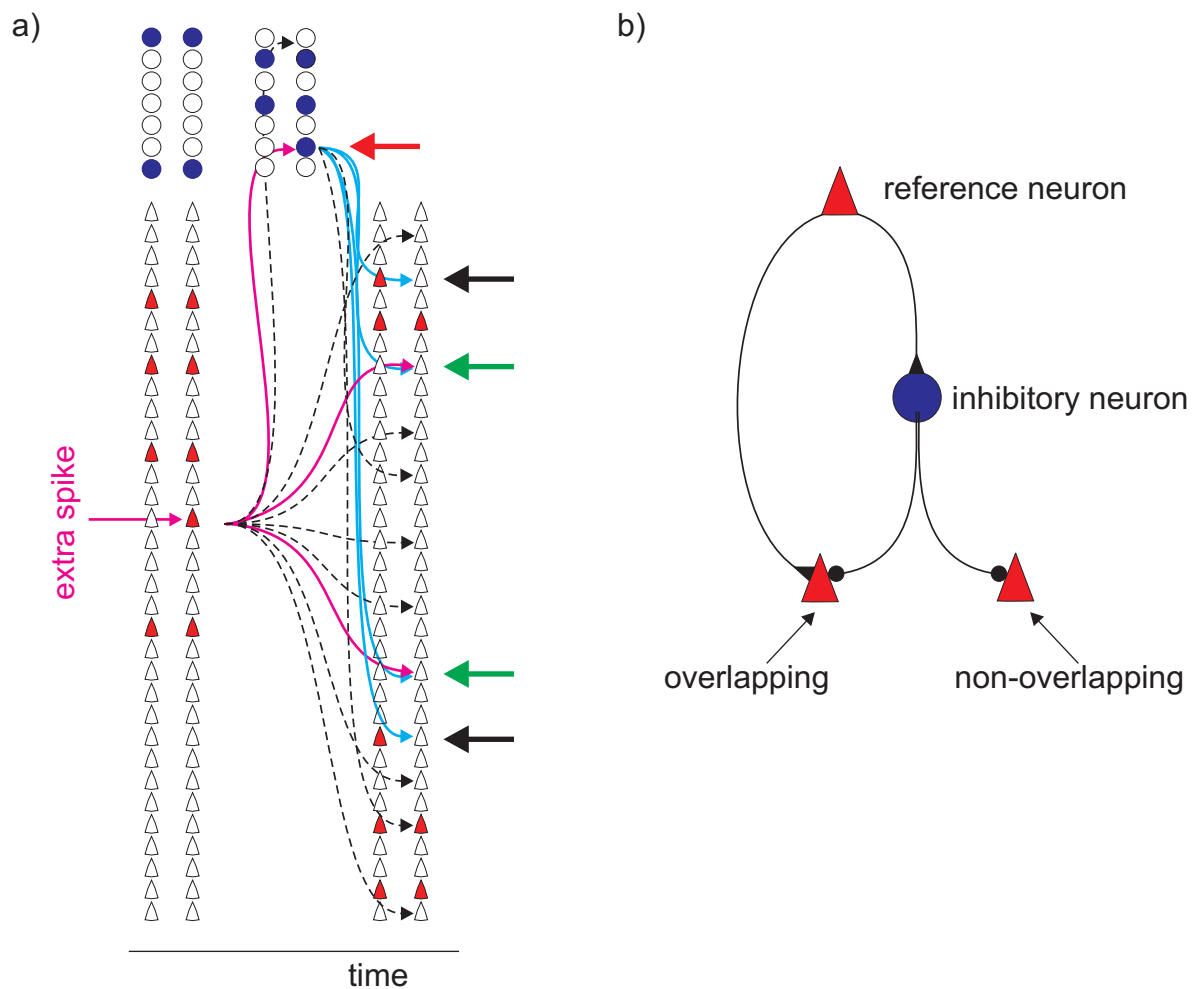 a)
extra spike
time
b)
reference neuron
inhibitory neuron
overlapping
non-overlapping